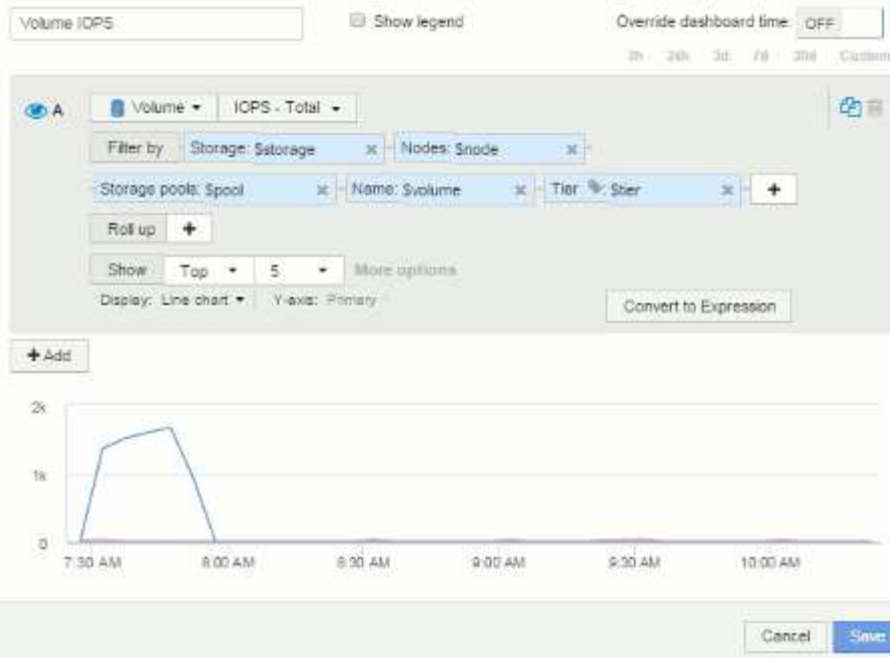 Volume IOPS
Show legend
Override dashboard time: OFF
3h 24h 3d 7d 30d Custom
A Volume IOPS - Total
Filter by Storage: $storage Nodes: $node
Storage pools: $pool Name: $volume Tier $tier
Roll up
Show Top 5 More options
Display: Line chart Y-axis: Primary
Convert to Expression
+ Add
2k
1k
0
7:30 AM 8:00 AM 8:30 AM 9:00 AM 9:30 AM 10:00 AM
Cancel Save